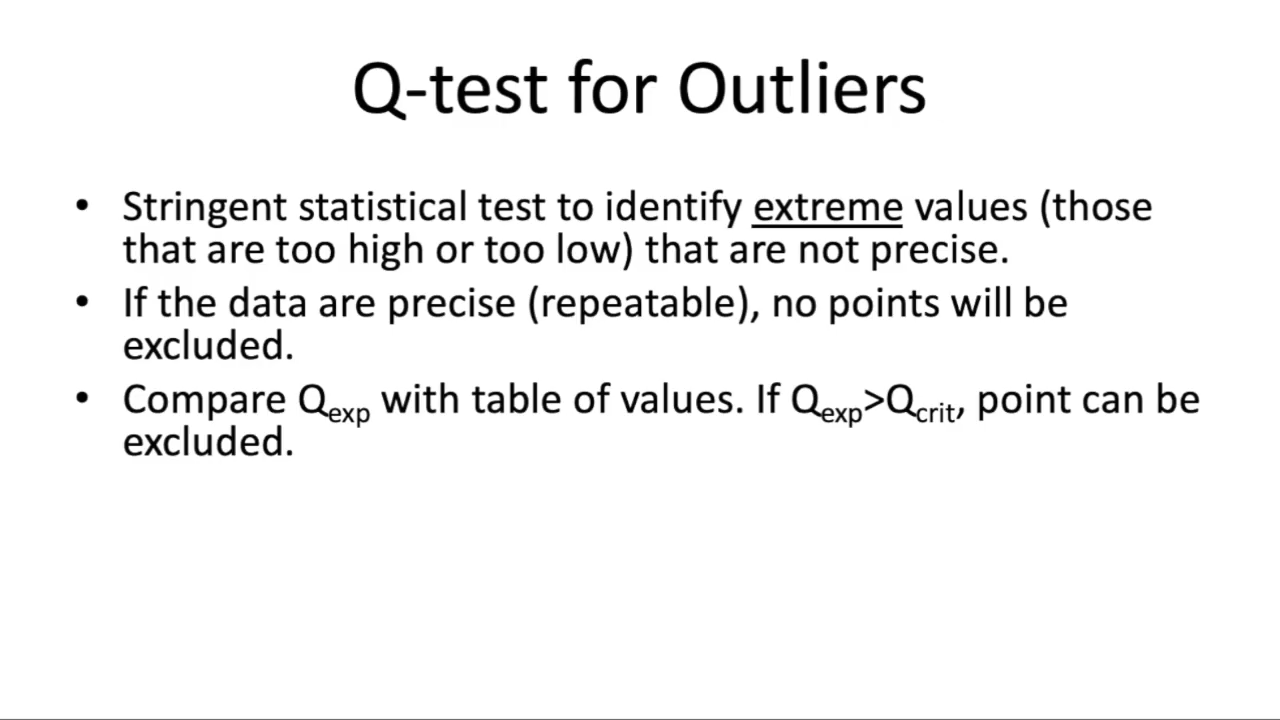 Q-test for Outliers
• Stringent statistical test to identify extreme values (those
that are too high or too low) that are not precise.
• If the data are precise (repeatable), no points will be
excluded.
• Compare Qexp with table of values. If Qexp>Qcrit, point can be
excluded.